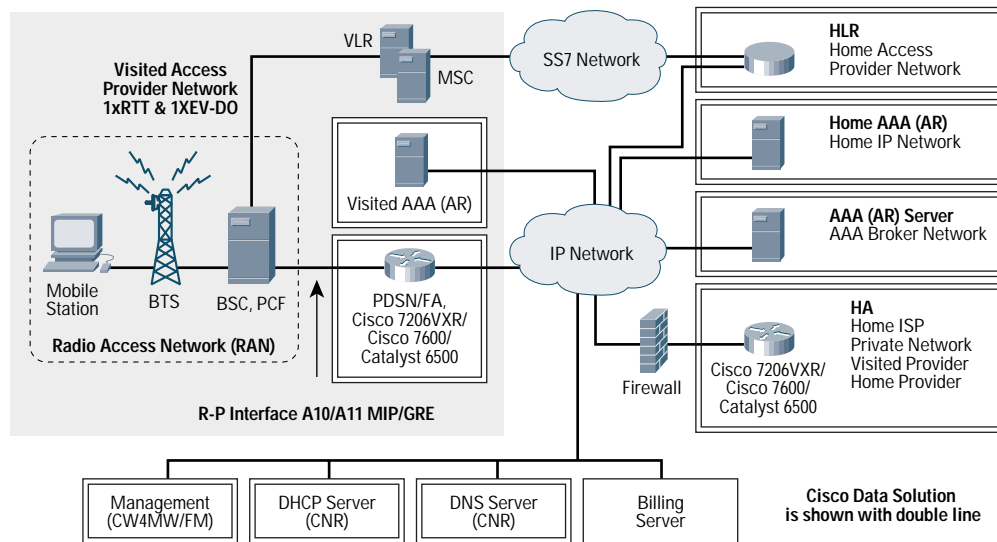 Visited Access
Provider Network
1xRTT & 1XEV-DO
VLR
MSC
SS7 Network
HLR
Home Access
Provider Network
Home AAA (AR)
Home IP Network
Visited AAA (AR)
AAA (AR) Server
AAA Broker Network
IP Network
Mobile
Station
BTS
BSC, PCF
Radio Access Network (RAN)
PDSN/FA,
Cisco 7206VXR/
Cisco 7600/
Catalyst 6500
R-P Interface A10/A11 MIP/GRE
Firewall
Cisco 7206VXR/
Cisco 7600/
Catalyst 6500
HA
Home ISP
Private Network
Visited Provider
Home Provider
Management
(CW4MW/FM)
DHCP Server
(CNR)
DNS Server
(CNR)
Billing
Server
Cisco Data Solution
is shown with double line